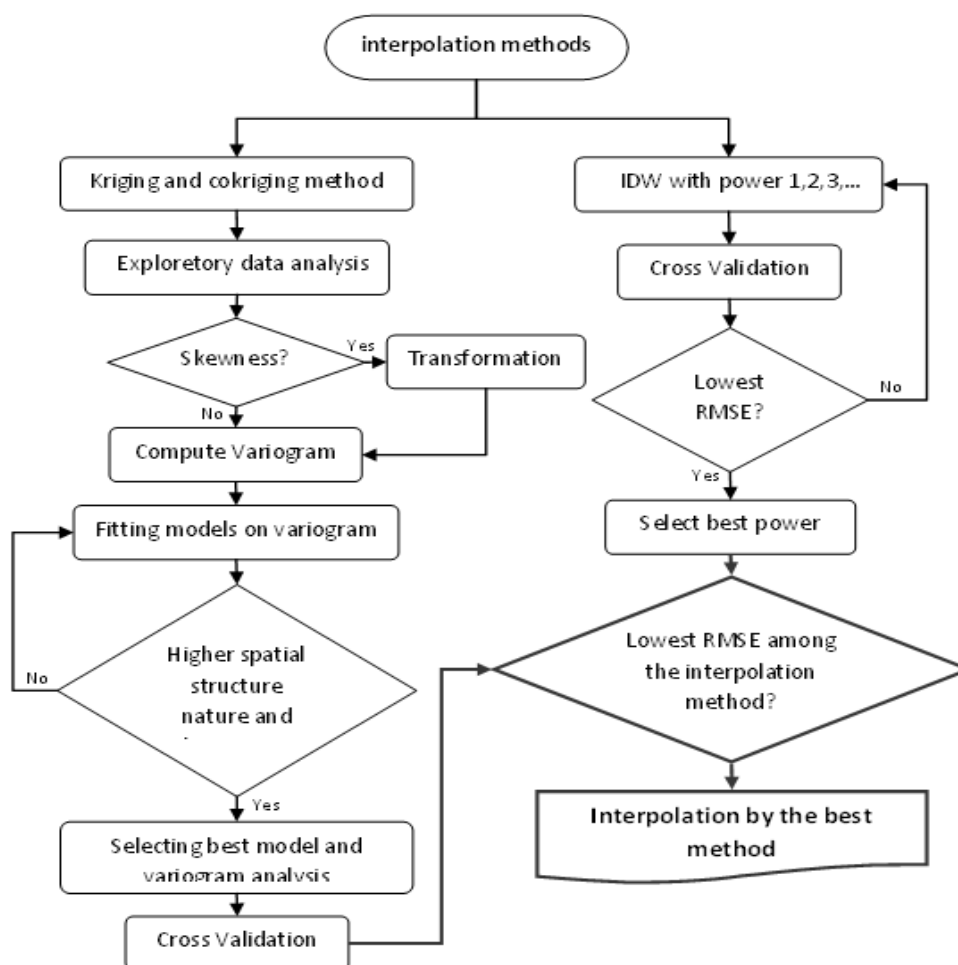 interpolation methods
Kriging and cokriging method
Exploretory data analysis
Skewness?
Yes
Transformation
No
Compute Variogram
Fitting models on variogram
Higher spatial
structure
nature and
No
Yes
Selecting best model and
variogram analysis
Cross Validation
IDW with power 1,2,3,...
Cross Validation
Lowest
RMSE?
No
Yes
Select best power
Lowest RMSE among
the interpolation
method?
Interpolation by the best
method